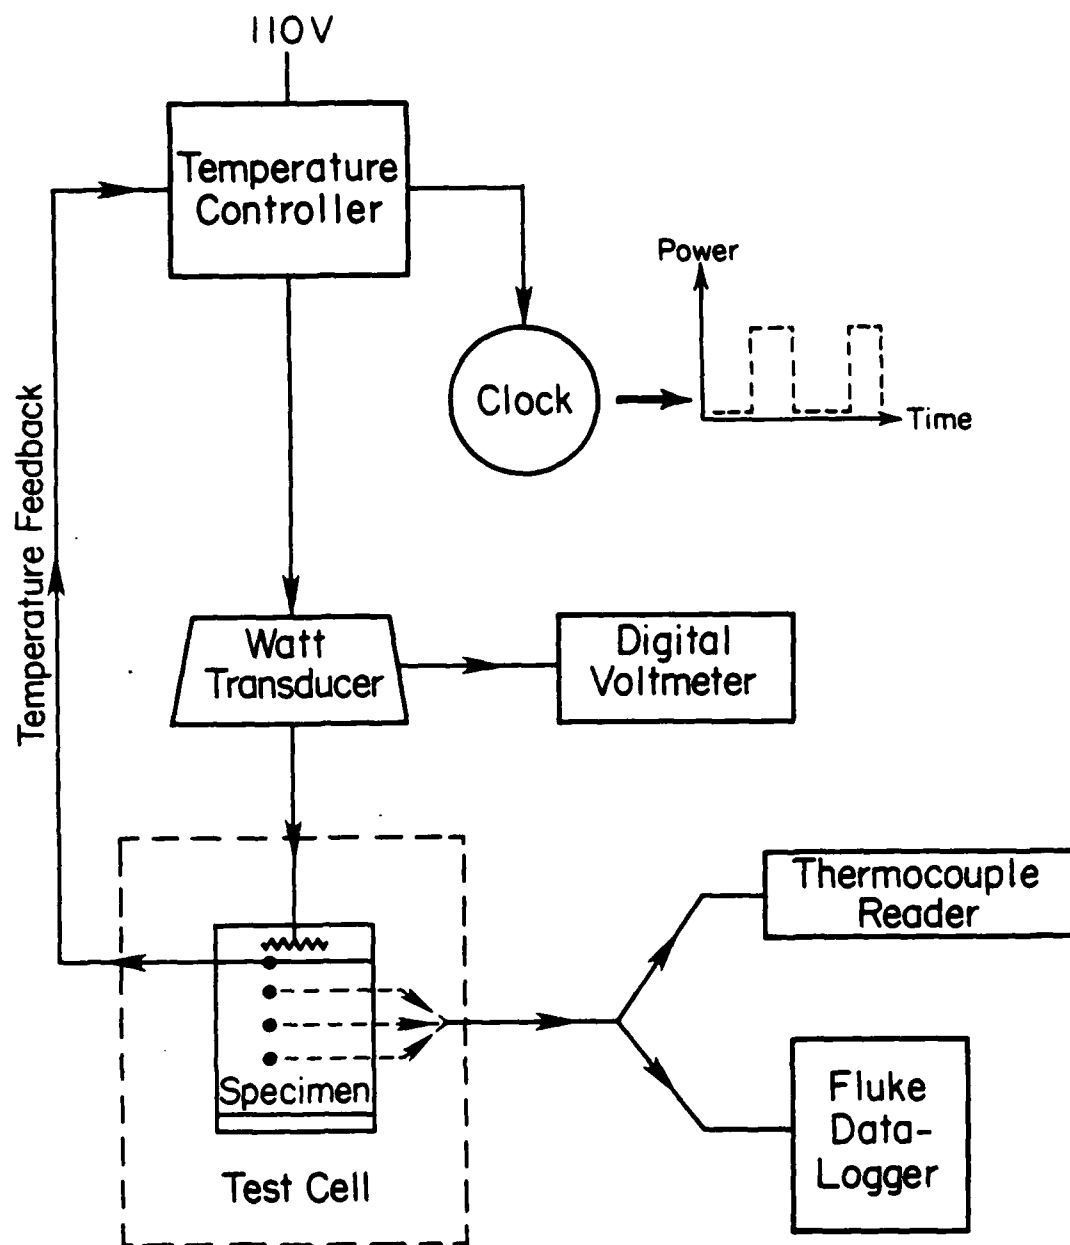 110V
Temperature
Controller
Power
Clock
Time
Temperature Feedback
Watt
Transducer
Digital
Voltmeter
Thermocouple
Reader
Specimen
Fluke
Data-
Logger
Test Cell